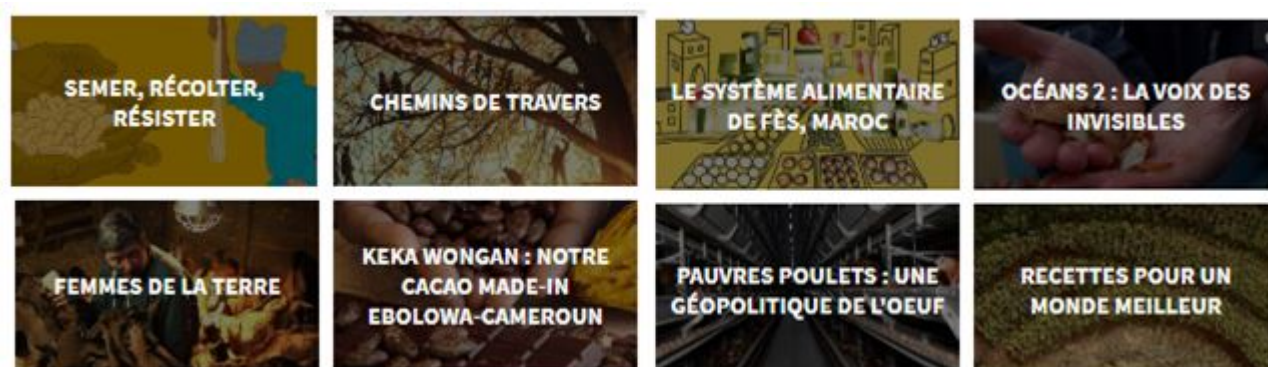 SEMER, RÉCOLTER,
RÉSISTER
CHEMINS DE TRAVERS
LE SYSTÈME ALIMENTAIRE
DE FÈS, MAROC
OCÉANS 2 : LA VOIX DES
INVISIBLES
FEMMES DE LA TERRE
KEKA WONGAN : NOTRE
CACAO MADE-IN
EBOLOWA-CAMEROUN
PAUVRES POULETS : UNE
GÉOPOLITIQUE DE L'OEUF
RECETTES POUR UN
MONDE MEILLEUR